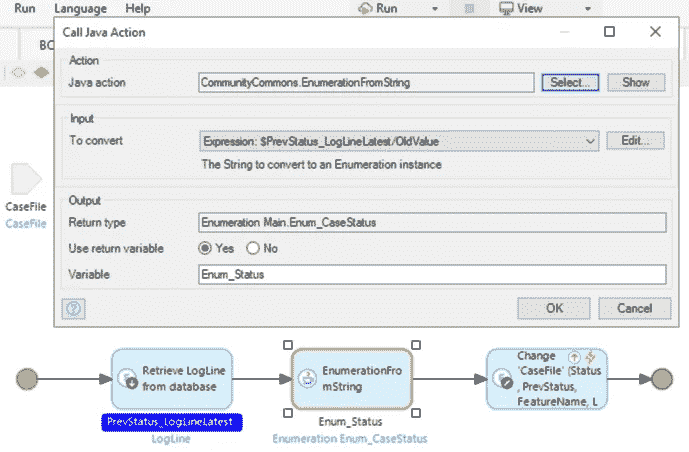 Run Language Help Run View
Call Java Action
BC
Action
Java action CommunityCommons.EnumerationFromString Select... Show
Input
To convert Expression: $PrevStatus_LogLineLatest/OldValue Edit...
The String to convert to an Enumeration instance
CaseFile
CaseFile
Output
Return type Enumeration Main.Enum_CaseStatus
Use return variable Yes No
Variable Enum_Status
? OK Cancel
Retrieve LogLine
from database
EnumerationFro
mString
Change
'CaseFile' (Status
, PrevStatus,
FeatureName, L
PrevStatus_LogLineLatest
LogLine
Enum_Status
Enumeration Enum_CaseStatus